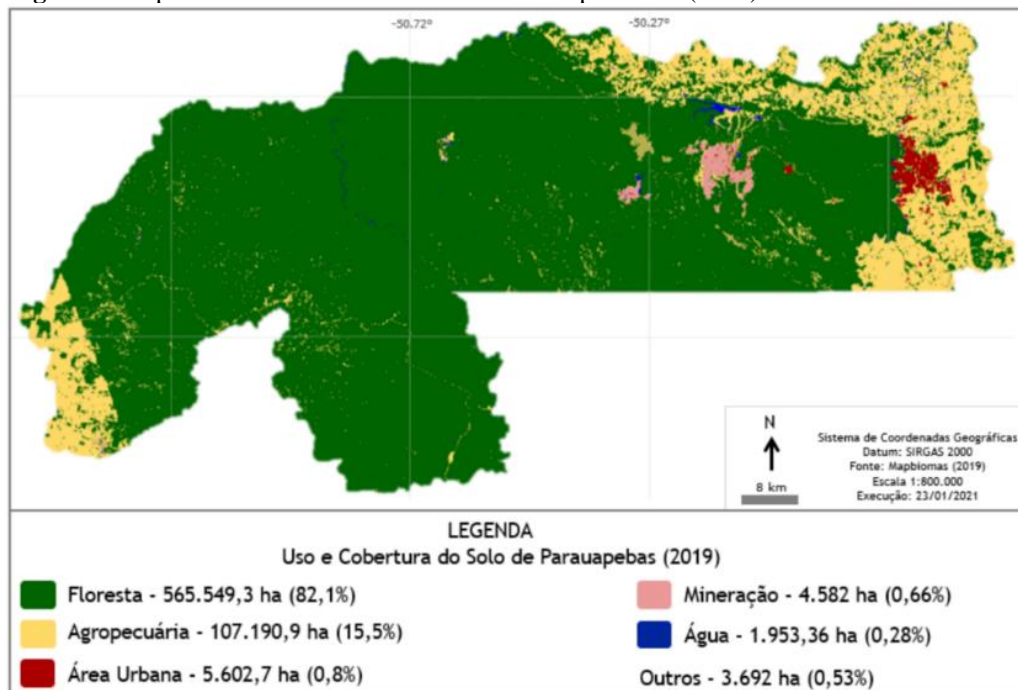 -50.72º
-50.27º
N
8 km
Sistema de Coordenadas Geográficas
Datum: SIRGAS 2000
Fonte: Mapbiomas (2019)
Escala 1:800.000
Execução: 23/01/2021
LEGENDA
Uso e Cobertura do Solo de Parauapebas (2019)
Floresta - 565.549,3 ha (82,1%)
Mineração - 4.582 ha (0,66%)
Agropecuária - 107.190,9 ha (15,5%)
Água - 1.953,36 ha (0,28%)
Área Urbana - 5.602,7 ha (0,8%)
Outros - 3.692 ha (0,53%)